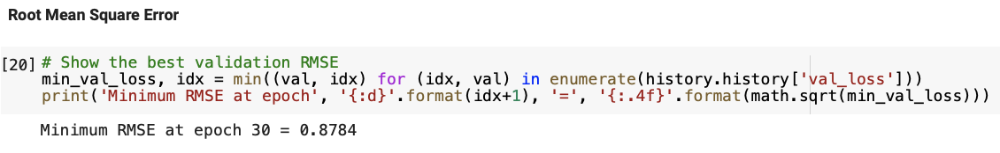 Root Mean Square Error
[20] # Show the best validation RMSE
min_val_loss, idx = min((val, idx) for (idx, val) in enumerate(history.history['val_loss']))
print('Minimum RMSE at epoch', '{:d}'.format(idx+1), '=', '{:.4f}'.format(math.sqrt(min_val_loss)))
Minimum RMSE at epoch 30 = 0.8784